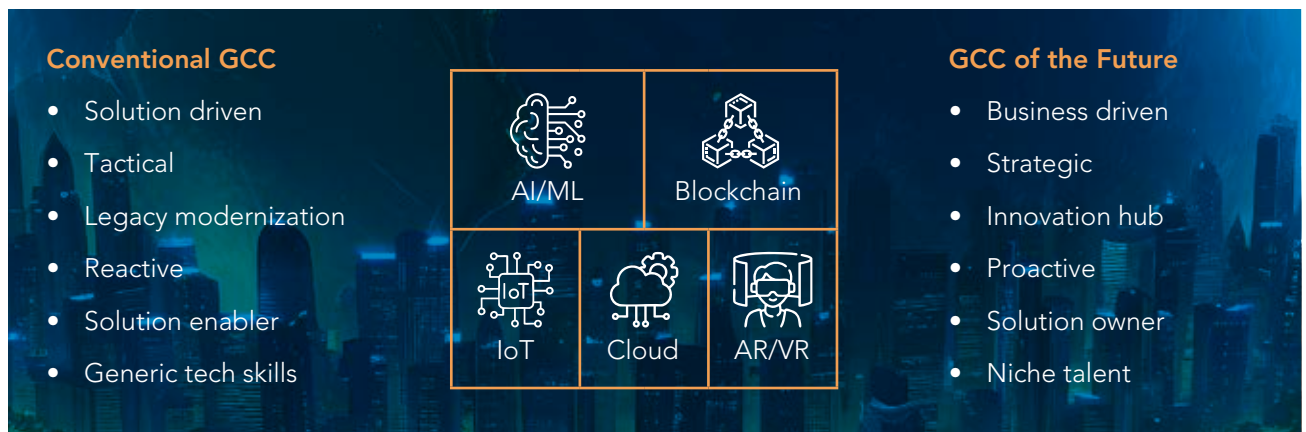 Conventional GCC
• Solution driven
• Tactical
• Legacy modernization
• Reactive
• Solution enabler
• Generic tech skills
AI/ML
Blockchain
IoT
IoT
Cloud
AR/VR
GCC of the Future
• Business driven
• Strategic
• Innovation hub
• Proactive
• Solution owner
• Niche talent